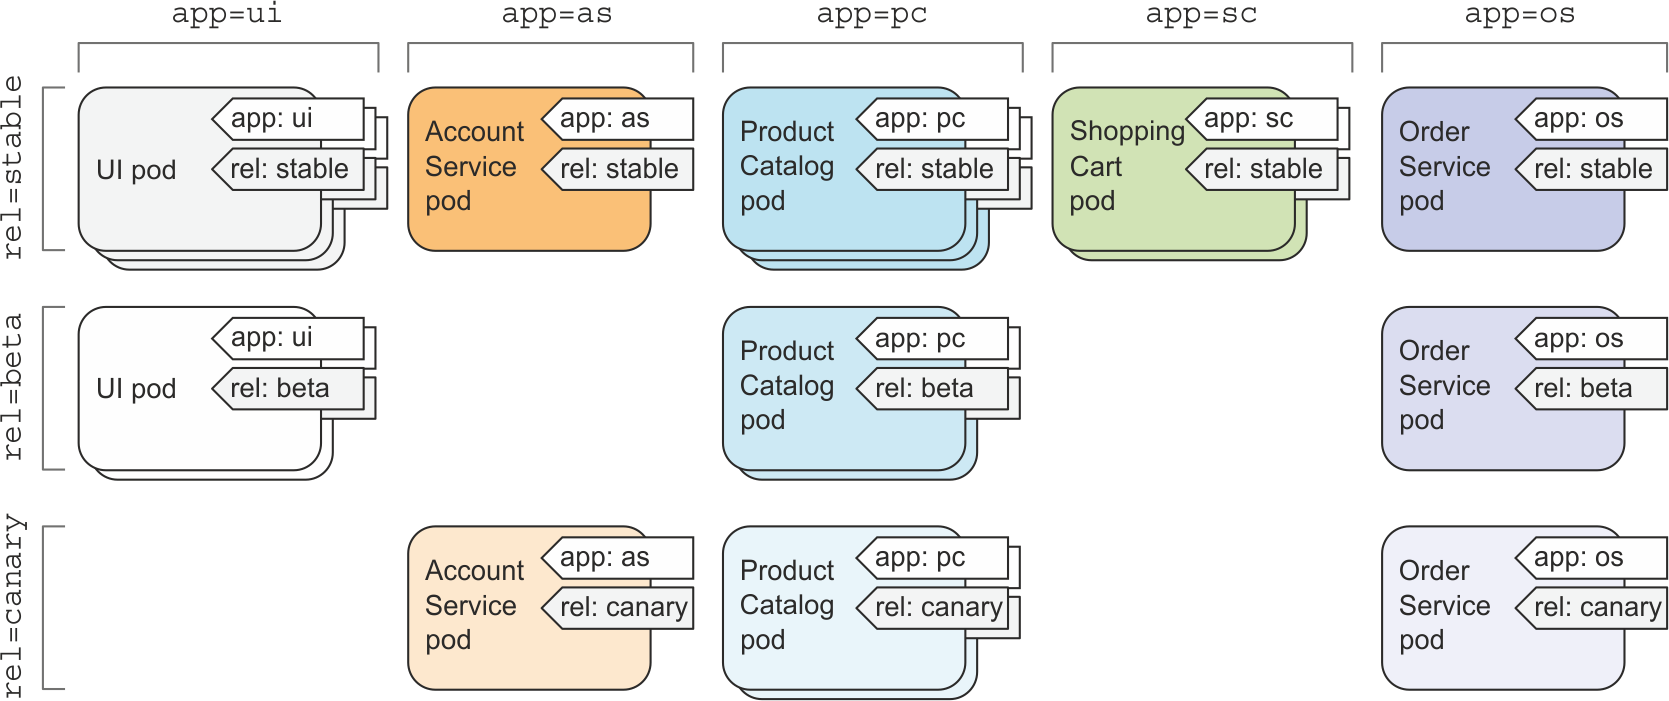 app=ui
app=as
app=pc
app=sc
app=os
rel=stable
UI pod
app: ui
rel: stable
Account
Service
pod
app: as
rel: stable
Product
Catalog
pod
app: pc
rel: stable
Shopping
Cart
pod
app: sc
rel: stable
Order
Service
pod
app: os
rel: stable
rel=beta
UI pod
app: ui
rel: beta
Product
Catalog
pod
app: pc
rel: beta
Order
Service
pod
app: os
rel: beta
rel=canary
Account
Service
pod
app: as
rel: canary
Product
Catalog
pod
app: pc
rel: canary
Order
Service
pod
app: os
rel: canary